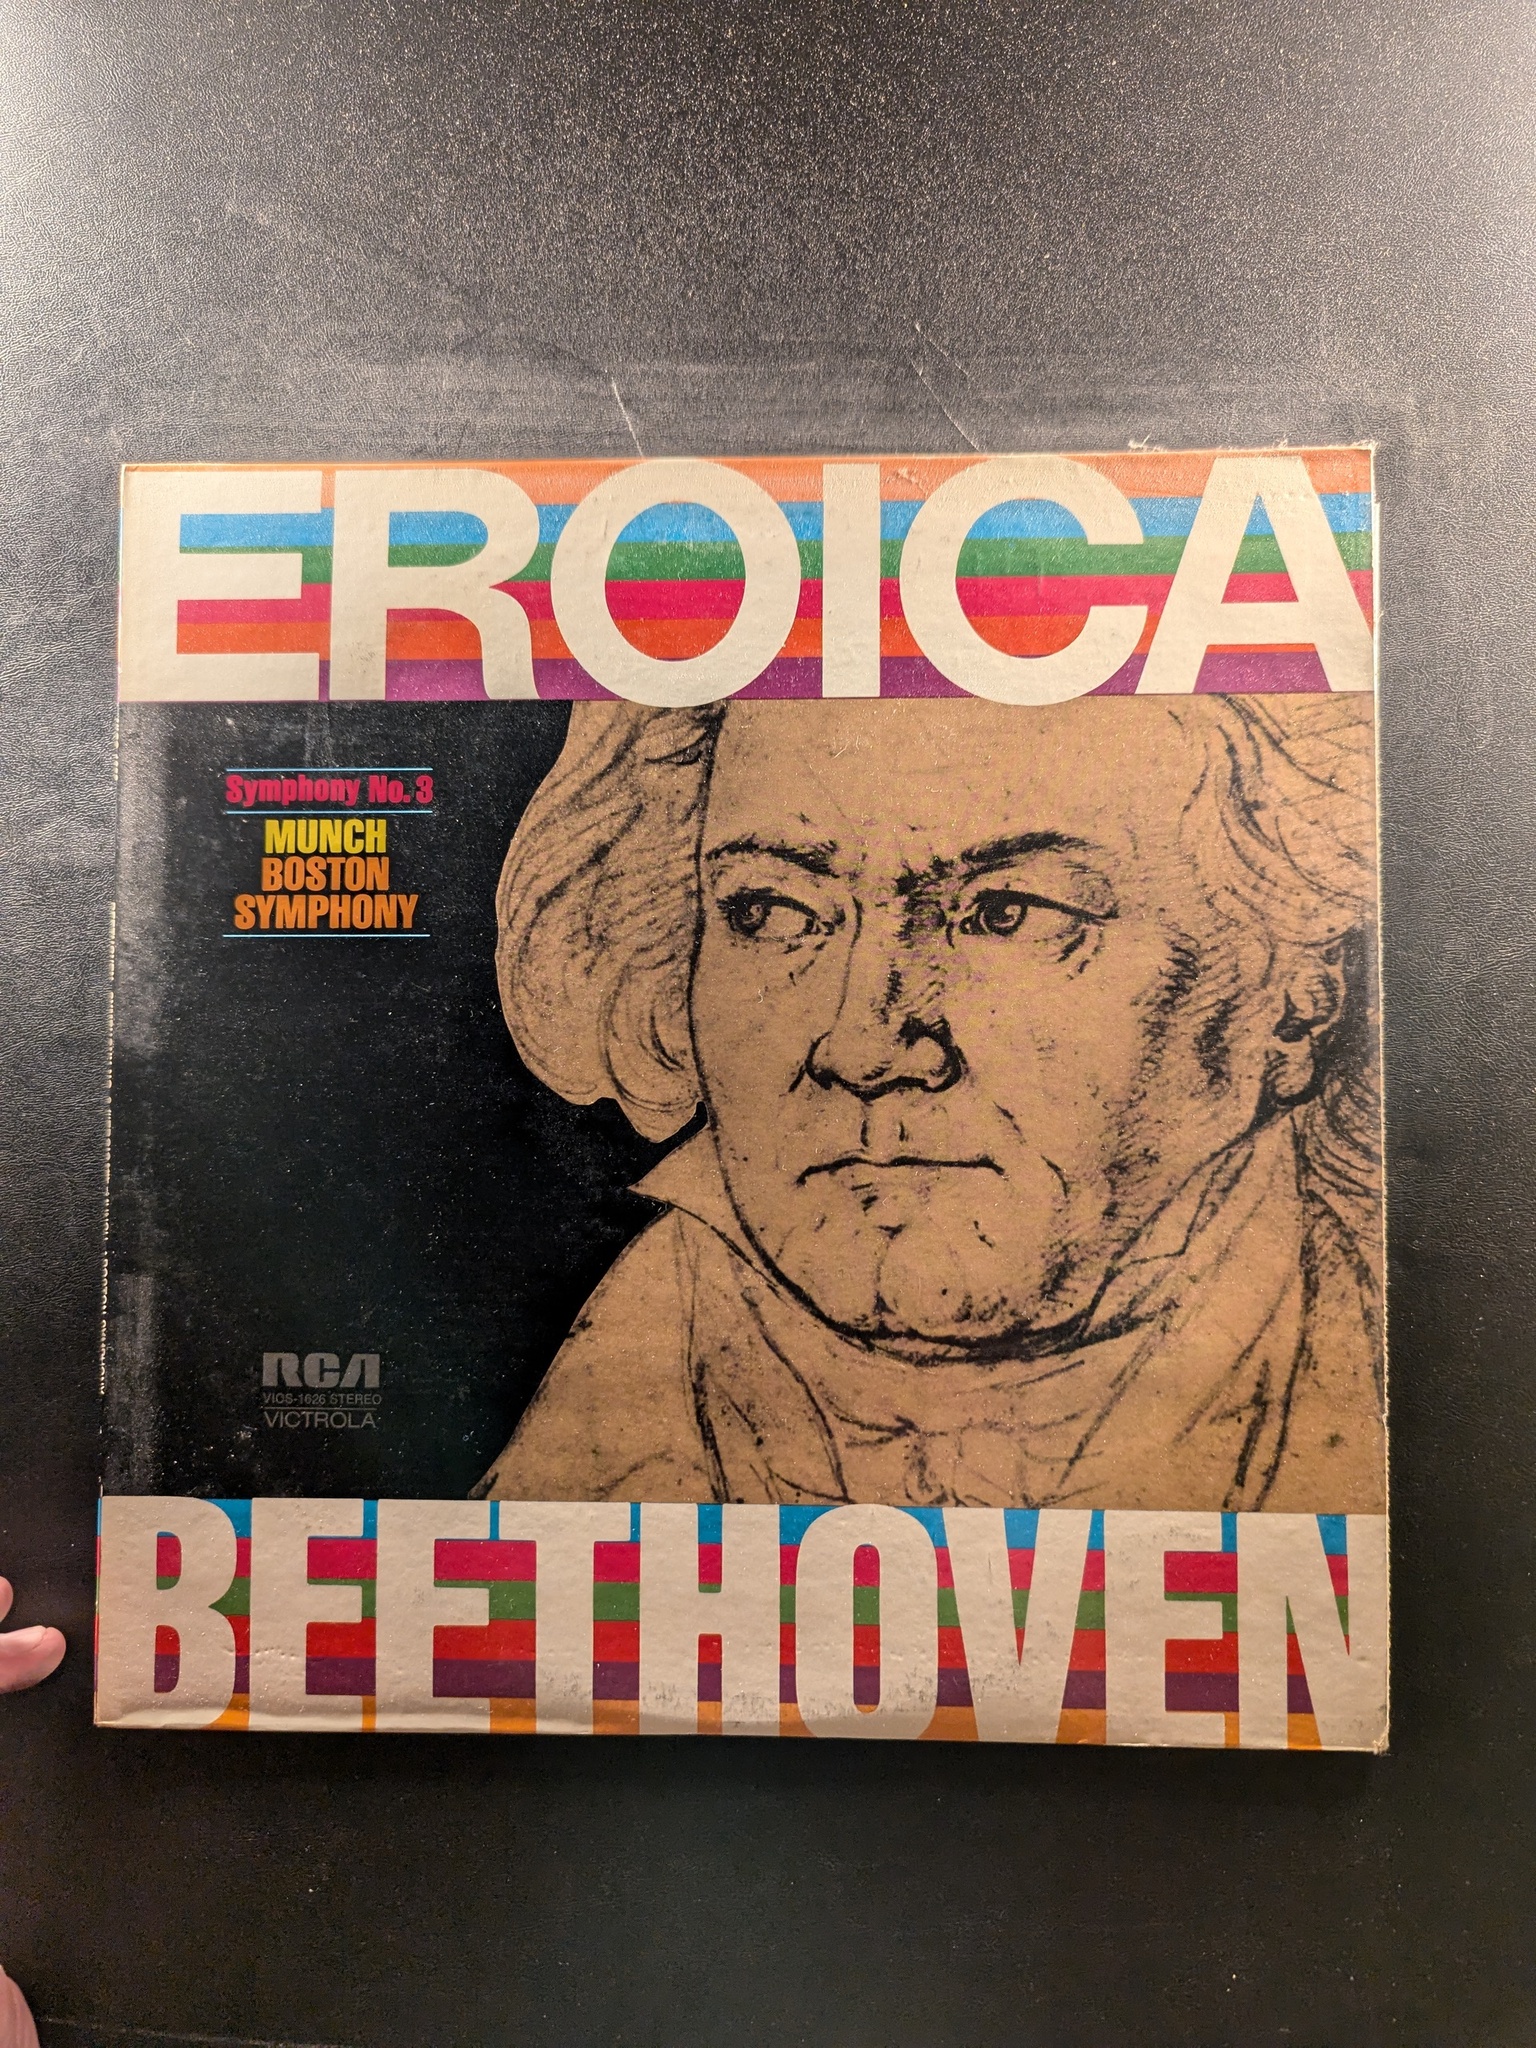 EROICA
Symphony No. 3
MUNCH
BOSTON
SYMPHONY
RCA
VICS-1626 STEREO
VICTROLA
BEETHOVEN